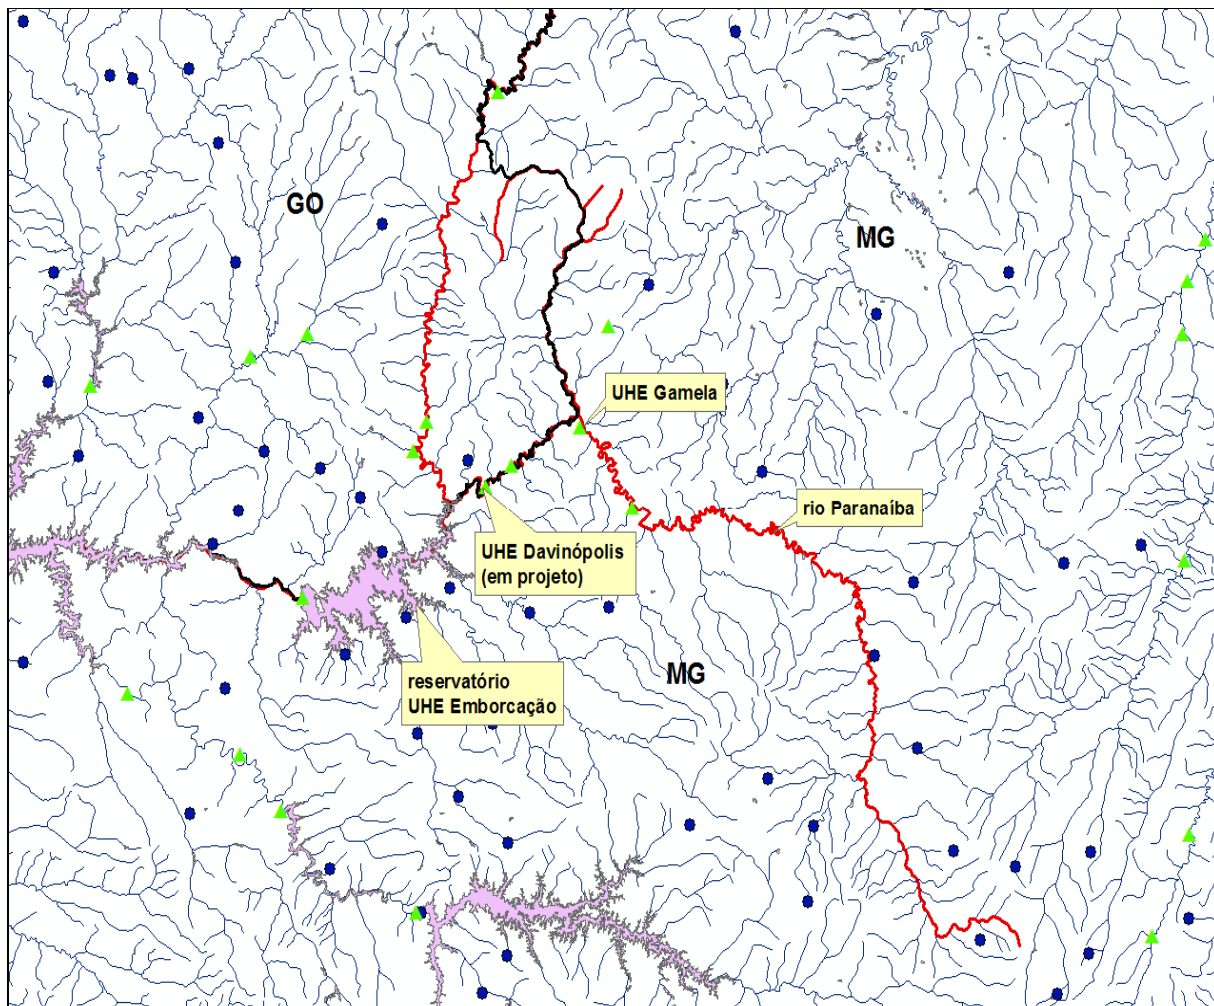 GO
MG
UHE Gamela
rio Paranaíba
UHE Davinópolis
(em projeto)
MG
reservatório
UHE Emborcação